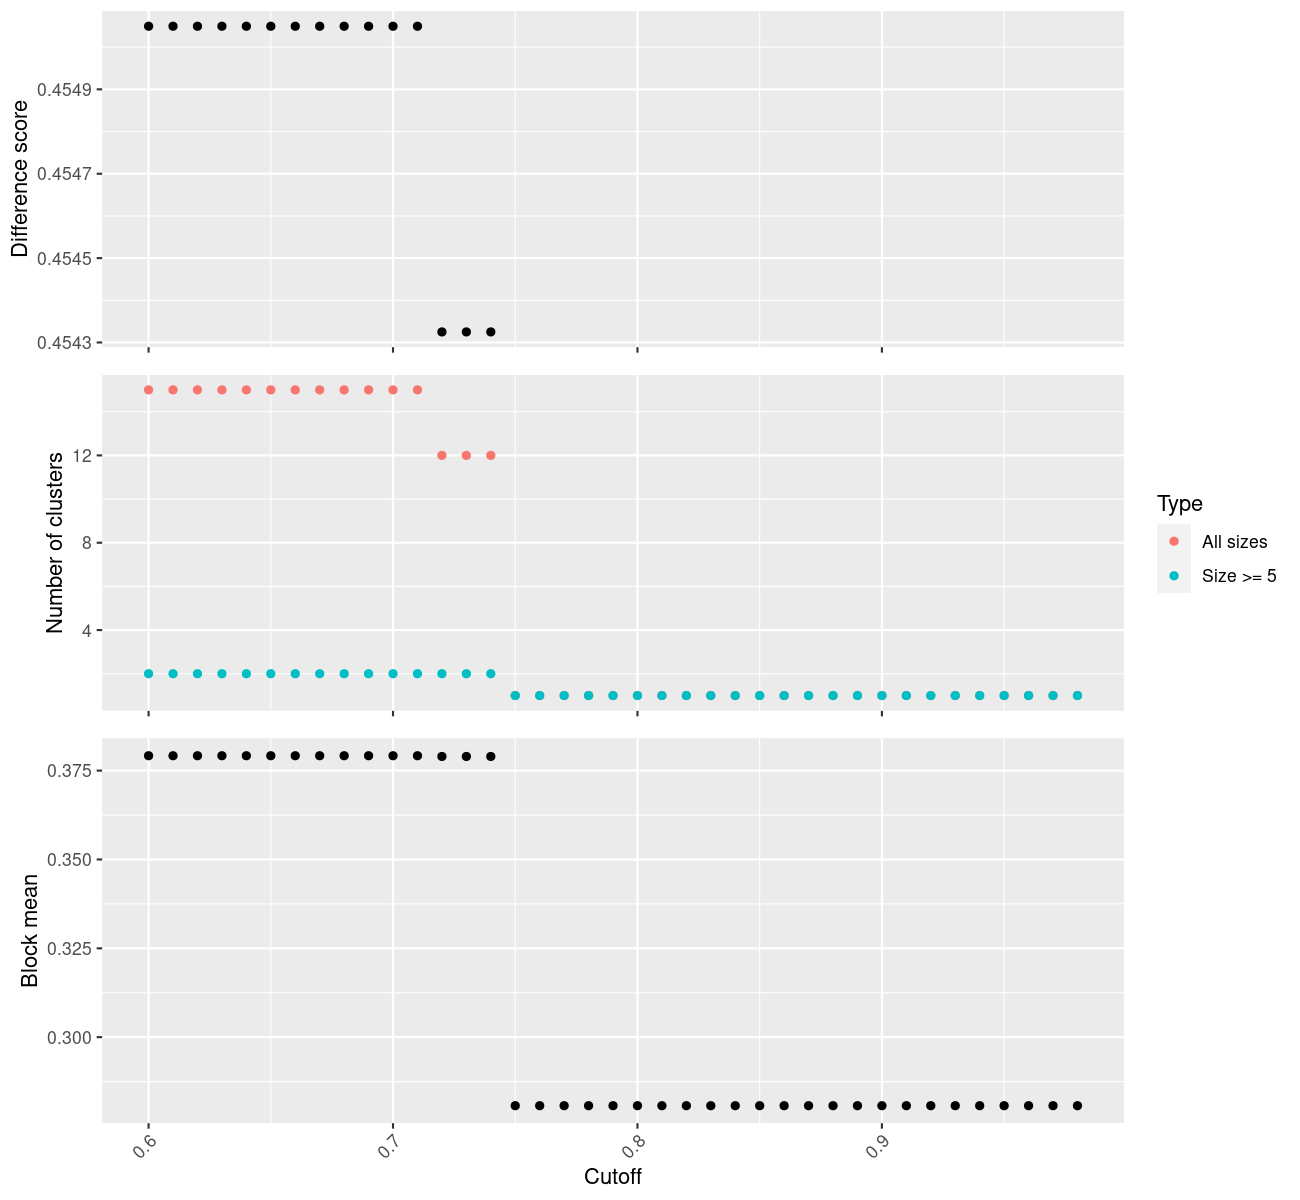 Difference score
0.4549
0.4547
0.4545
0.4543
Number of clusters
12
8
4
Type
All sizes
Size >= 5
Block mean
0.375
0.350
0.325
0.300
0.6
0.7
0.8
0.9
Cutoff